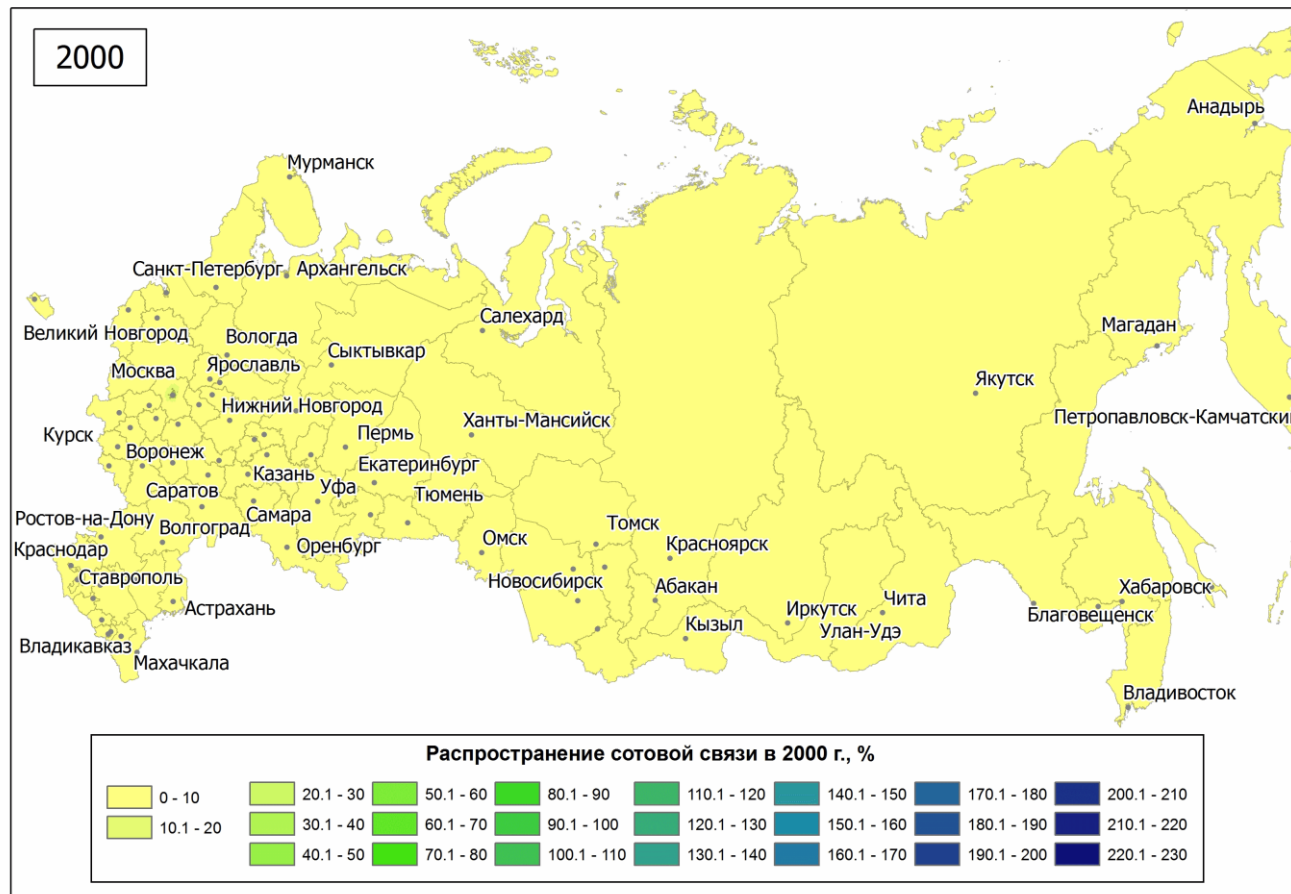 2000
Анадырь
Мурманск
Санкт-Петербург
Архангельск
Салехард
Великий Новгород
Вологда
Магадан
Сыктывкар
Москва
Ярославль
Якутск
Нижний Новгород
Ханты-Мансийск
Петропавловск-Камчатский
Курск
Пермь
Воронеж
Екатеринбург
Казань
Уфа
Саратов
Тюмень
Самара
Ростов-на-Дону
Волгоград
Томск
Омск
Оренбург
Красноярск
Краснодар
Ставрополь
Новосибирск
Абакан
Хабаровск
Астрахань
Иркутск
Чита
Благовещенск
Кызыл
Улан-Удэ
Владикавказ
Махачкала
Владивосток
Распространение сотовой связи в 2000 г., %
0 - 10
10.1 - 20
20.1 - 30
30.1 - 40
40.1 - 50
50.1 - 60
60.1 - 70
70.1 - 80
80.1 - 90
90.1 - 100
100.1 - 110
110.1 - 120
120.1 - 130
130.1 - 140
140.1 - 150
150.1 - 160
160.1 - 170
170.1 - 180
180.1 - 190
190.1 - 200
200.1 - 210
210.1 - 220
220.1 - 230